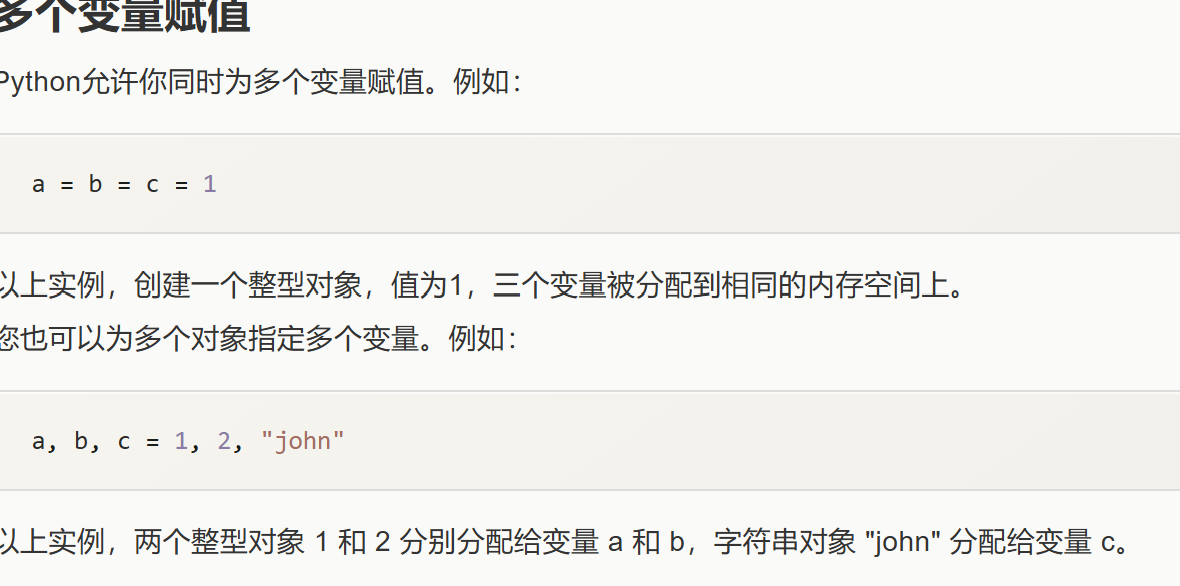 多个变量赋值
Python允许你同时为多个变量赋值。例如：
a = b = c = 1
以上实例，创建一个整型对象，值为1，三个变量被分配到相同的内存空间上。
您也可以为多个对象指定多个变量。例如：
a, b, c = 1, 2, "john"
以上实例，两个整型对象 1 和 2 分别分配给变量 a 和 b，字符串对象 "john" 分配给变量 c。